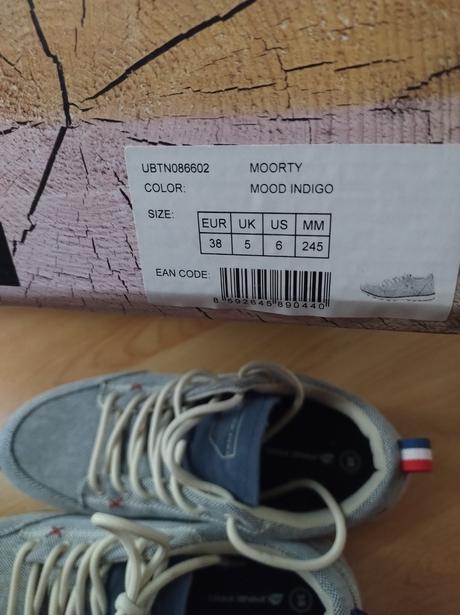 UBTN086602 MOORTY
COLOR: MOOD INDIGO
SIZE:
EUR UK US MM
38 5 6 245
EAN CODE:
8 592645 890440